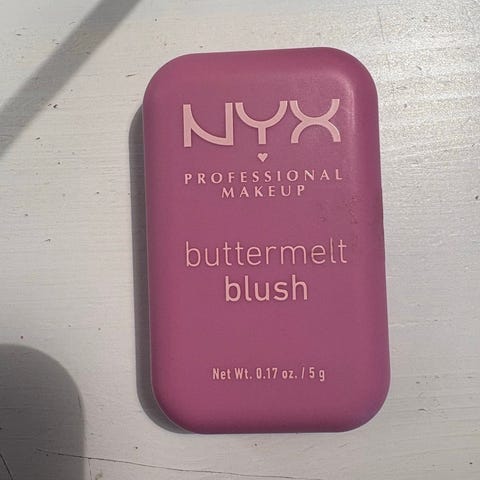 NYX
PROFESSIONAL
MAKEUP
buttermelt
blush
Net Wt. 0.17 oz. / 5 g